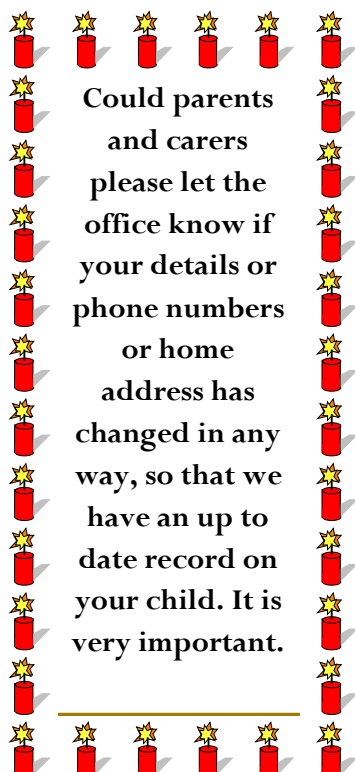 Could parents
and carers
please let the
office know if
your details or
phone numbers
or home
address has
changed in any
way, so that we
have an up to
date record on
your child. It is
very important.